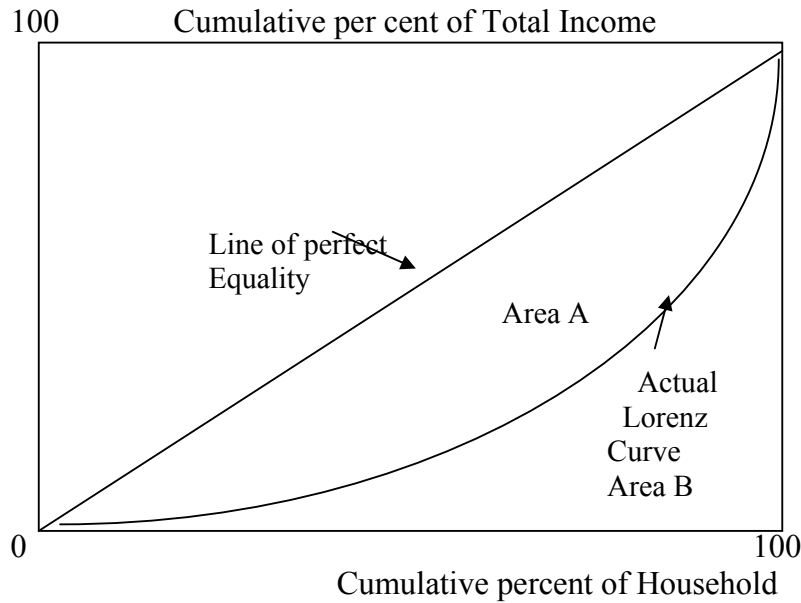 100 Cumulative per cent of Total Income
Line of perfect
Equality
Area A
Actual
Lorenz
Curve
Area B
0 100
Cumulative percent of Household